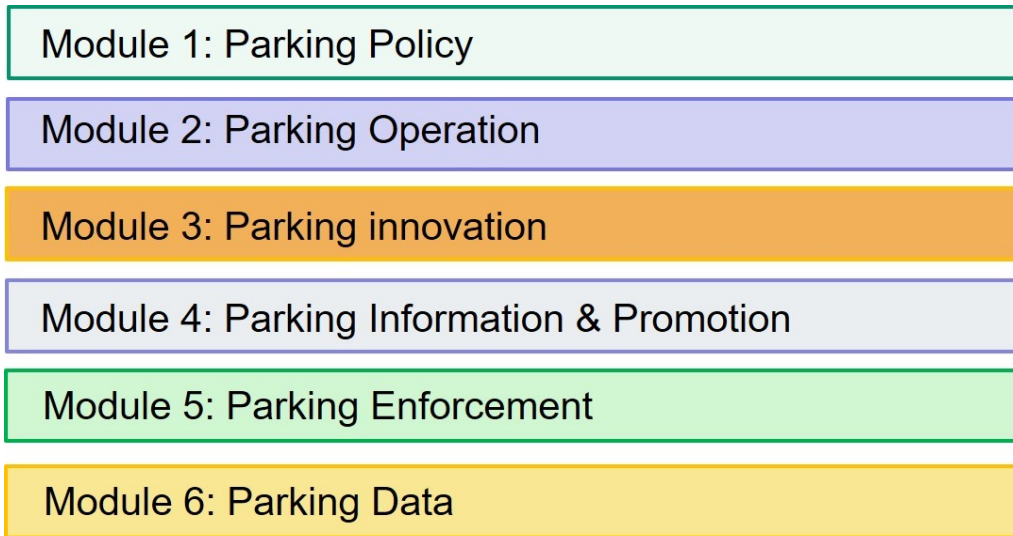 Module 1: Parking Policy
Module 2: Parking Operation
Module 3: Parking innovation
Module 4: Parking Information & Promotion
Module 5: Parking Enforcement
Module 6: Parking Data